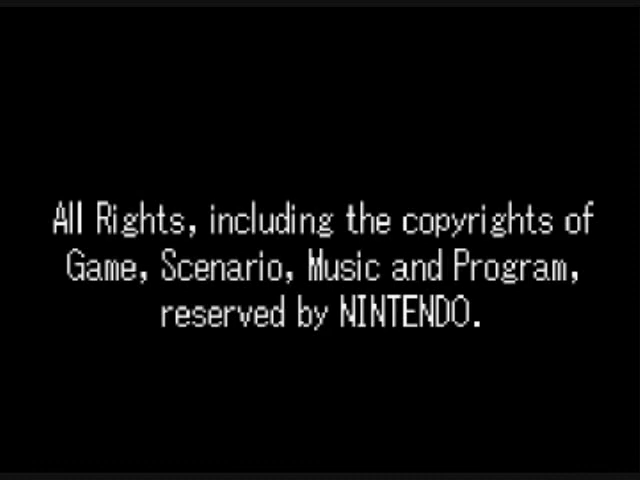 All Rights, including the copyrights of
Game, Scenario, Music and Program,
reserved by NINTENDO.